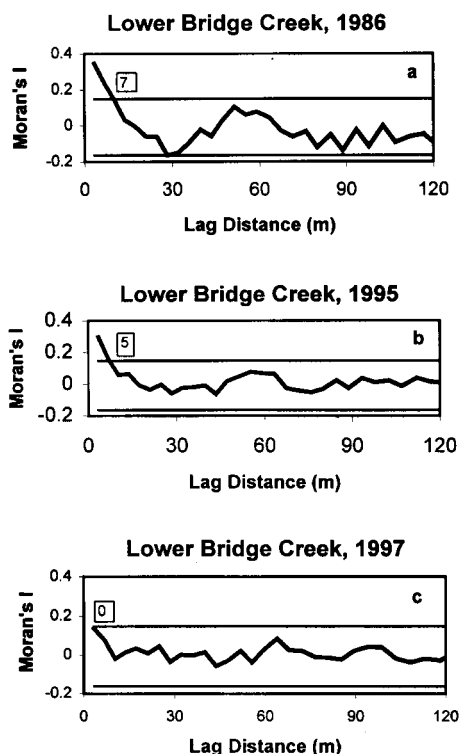 Lower Bridge Creek, 1986
0.4
0.2
0
-0.2
Moran's I
7
a
0
30
60
90
120
Lag Distance (m)
Lower Bridge Creek, 1995
0.4
0.2
0
-0.2
Moran's I
5
b
0
30
60
90
120
Lag Distance (m)
Lower Bridge Creek, 1997
0.4
0.2
0
-0.2
Moran's I
0
c
0
30
60
90
120
Lag Distance (m)